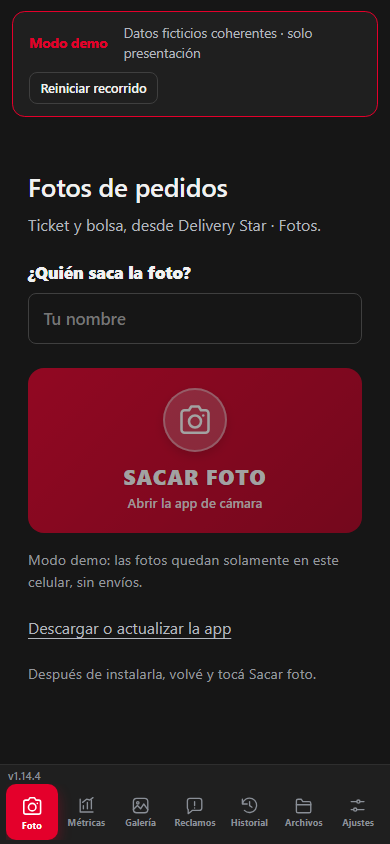 Modo demo
Datos ficticios coherentes · solo
presentación
Reiniciar recorrido
Fotos de pedidos
Ticket y bolsa, desde Delivery Star · Fotos.
¿Quién saca la foto?
Tu nombre
SACAR FOTO
Abrir la app de cámara
Modo demo: las fotos quedan solamente en este
celular, sin envíos.
Descargar o actualizar la app
Después de instalarla, volvé y tocá Sacar foto.
v1.14.4
Foto
Métricas
Galería
Reclamos
Historial
Archivos
Ajustes